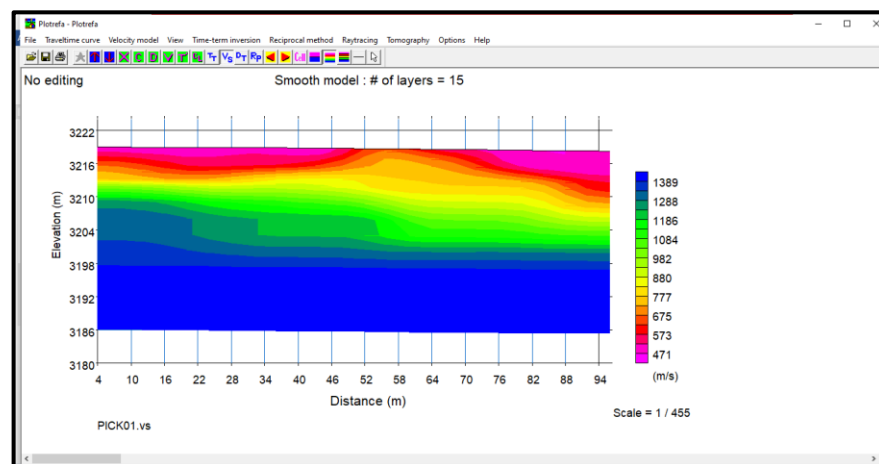 Plotrefa - Plotrefa
File Traveltime curve Velocity model View Time-term inversion Reciprocal method Raytracing Tomography Options Help
No editing
Smooth model : # of layers = 15
3222
3216
3210
3204
3198
3192
3186
3180
Elevation (m)
4 10 16 22 28 34 40 46 52 58 64 70 76 82 88 94
Distance (m)
1389
1288
1186
1084
982
880
777
675
573
471
(m/s)
Scale = 1 / 455
PICK01.vs